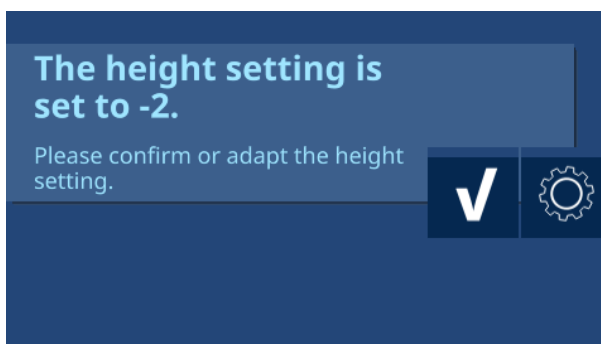 The height setting is
set to -2.
Please confirm or adapt the height
setting.